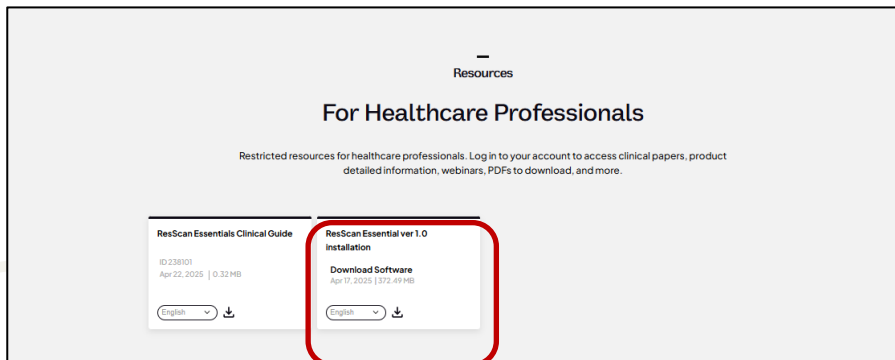 Resources
For Healthcare Professionals
Restricted resources for healthcare professionals. Log in to your account to access clinical papers, product
detailed information, webinars, PDFs to download, and more.
ResScan Essentials Clinical Guide
ID 238101
Apr 22, 2025 | 0.32 MB
English
ResScan Essential ver 1.0
installation
Download Software
Apr 17, 2025 | 372.49 MB
English